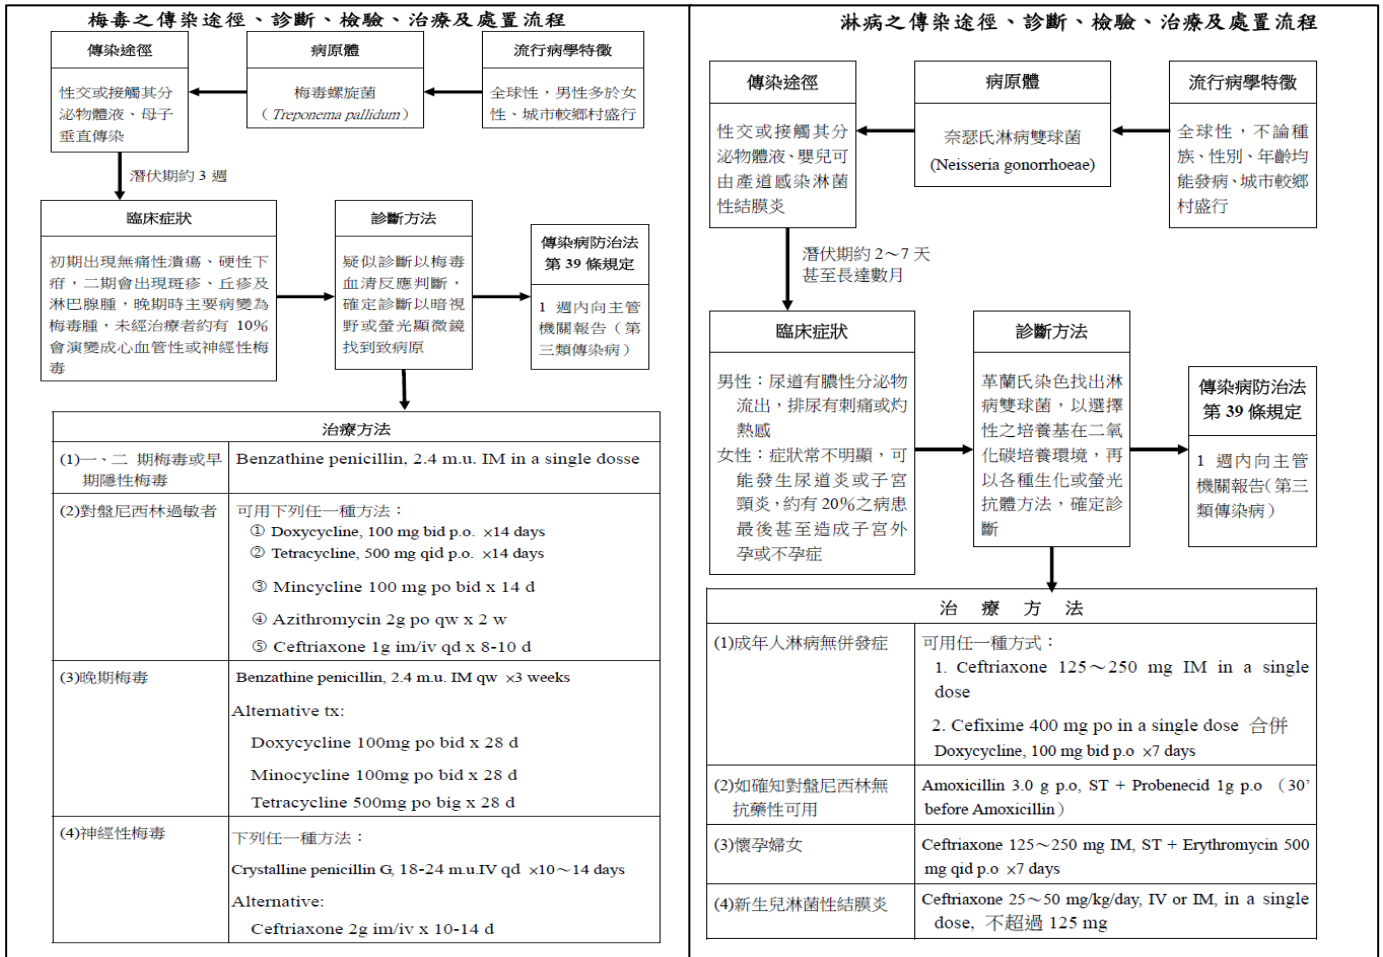 梅毒之傳染途徑、診斷、檢驗、治療及處置流程
傳染途徑
性交或接觸其分
泌物體液、母子
垂直傳染
病原體
梅毒螺旋菌
（Treponema pallidum）
流行病學特徵
全球性，男性多於女
性、城市較鄉村盛行
潛伏期約 3 週
臨床症狀
初期出現無痛性潰瘍、硬性下
疳，二期會出現斑疹、丘疹及
淋巴腺腫，晚期時主要病變為
梅毒腫，未經治療者約有 10%
會演變成心血管性或神經性梅
毒
診斷方法
疑似診斷以梅毒
血清反應判斷，
確定診斷以暗視
野或螢光顯微鏡
找到致病原
傳染病防治法
第 39 條規定
1 週內向主管
機關報告（第
三類傳染病）
治療方法
(1)一、二 期梅毒或早
期隱性梅毒
Benzathine penicillin, 2.4 m.u. IM in a single dosse
(2)對盤尼西林過敏者
可用下列任一種方法：
① Doxycycline, 100 mg bid p.o. ×14 days
② Tetracycline, 500 mg qid p.o. ×14 days
③ Mincycline 100 mg po bid x 14 d
④ Azithromycin 2g po qw x 2 w
⑤ Ceftriaxone 1g im/iv qd x 8-10 d
(3)晚期梅毒
Benzathine penicillin, 2.4 m.u. IM qw ×3 weeks
Alternative tx:
Doxycycline 100mg po bid x 28 d
Minocycline 100mg po bid x 28 d
Tetracycline 500mg po big x 28 d
(4)神經性梅毒
下列任一種方法：
Crystalline penicillin G, 18-24 m.u.IV qd ×10～14 days
Alternative:
Ceftriaxone 2g im/iv x 10-14 d
淋病之傳染途徑、診斷、檢驗、治療及處置流程
傳染途徑
性交或接觸其分
泌物體液、嬰兒可
由產道感染淋菌
性結膜炎
病原體
奈瑟氏淋病雙球菌
(Neisseria gonorrhoeae)
流行病學特徵
全球性，不論種
族、性別、年齡均
能發病、城市較鄉
村盛行
潛伏期約 2～7 天
甚至長達數月
臨床症狀
男性：尿道有膿性分泌物
流出，排尿有刺痛或灼
熱感
女性：症狀常不明顯，可
能發生尿道炎或子宮
頸炎，約有 20%之病患
最後甚至造成子宮外
孕或不孕症
診斷方法
革蘭氏染色找出淋
病雙球菌，以選擇
性之培養基在二氧
化碳培養環境，再
以各種生化或螢光
抗體方法，確定診
斷
傳染病防治法
第 39 條規定
1 週內向主管
機關報告（第三
類傳染病）
治 療 方 法
(1)成年人淋病無併發症
可用任一種方式：
1. Ceftriaxone 125～250 mg IM in a single
dose
2. Cefixime 400 mg po in a single dose 合併
Doxycycline, 100 mg bid p.o ×7 days
(2)如確知對盤尼西林無
抗藥性可用
Amoxicillin 3.0 g p.o, ST + Probenecid 1g p.o （30’
before Amoxicillin）
(3)懷孕婦女
Ceftriaxone 125～250 mg IM, ST + Erythromycin 500
mg qid p.o ×7 days
(4)新生兒淋菌性結膜炎
Ceftriaxone 25～50 mg/kg/day, IV or IM, in a single
dose, 不超過 125 mg